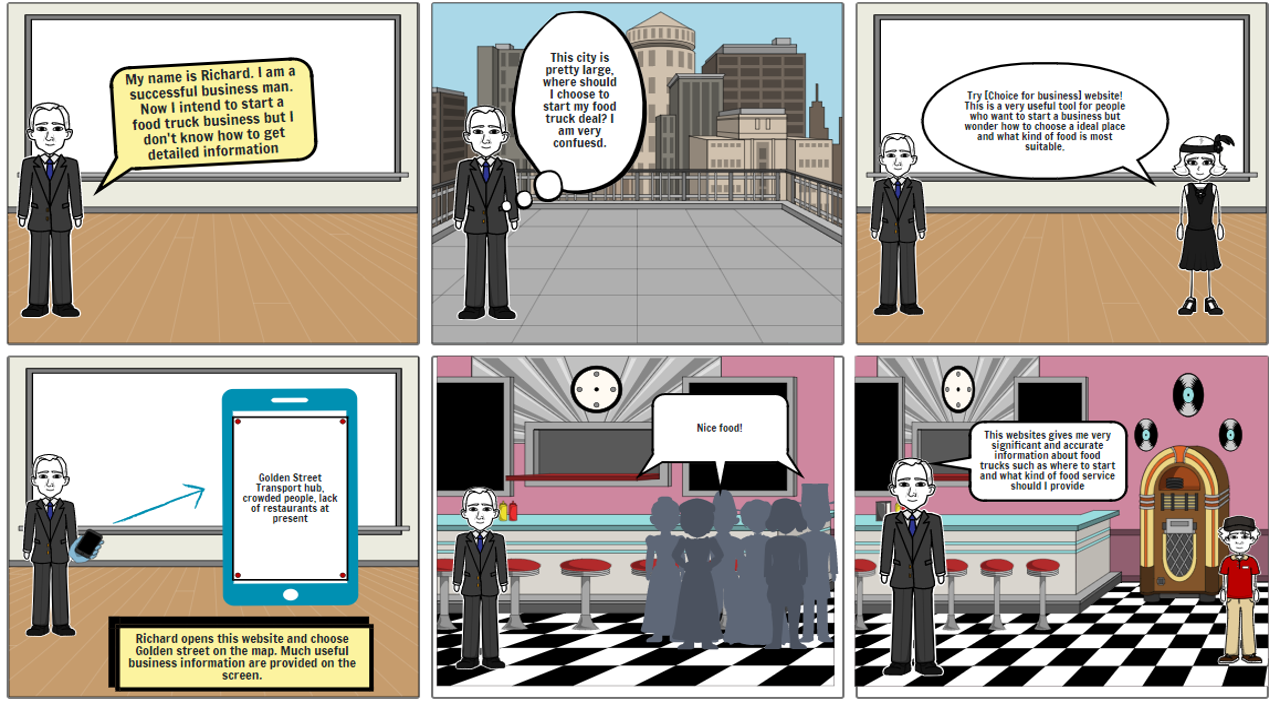 My name is Richard. I am a
successful business man.
Now I intend to start a
food truck business but I
don't know how to get
detailed information
This city is
pretty large,
where should
I choose to
start my food
truck deal? I
am very
confuesd.
Try [Choice for business] website!
This is a very useful tool for people
who want to start a business but
wonder how to choose a ideal place
and what kind of food is most
suitable.
Golden Street
Transport hub,
crowded people, lack
of restaurants at
present
Richard opens this website and choose
Golden street on the map. Much useful
business information are provided on the
screen.
Nice food!
This websites gives me very
significant and accurate
information about food
trucks such as where to start
and what kind of food service
should I provide